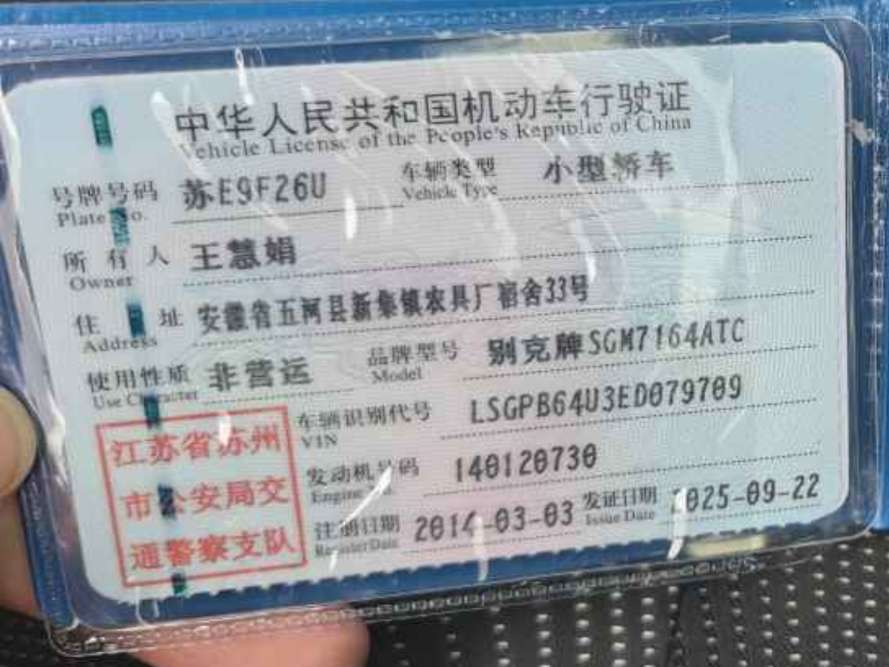 中华人民共和国机动车行驶证
Vehicle License of the People's Republic of China
号牌号码 苏E9F26U 车辆类型 小型轿车
Plate No. Vehicle Type
所有人 王慧娟
Owner
住址 安徽省五河县新集镇农具厂宿舍33号
Address
使用性质 非营运 品牌型号 别克牌SGM7164ATC
Use Character Model
车辆识别代号 LSGPB64U3ED079709
VIN
发动机号码 140120730
Engine No.
注册日期 2014-03-03 发证日期 2025-09-22
Register Date Issue Date
江苏省苏州
市公安局交
通警察支队